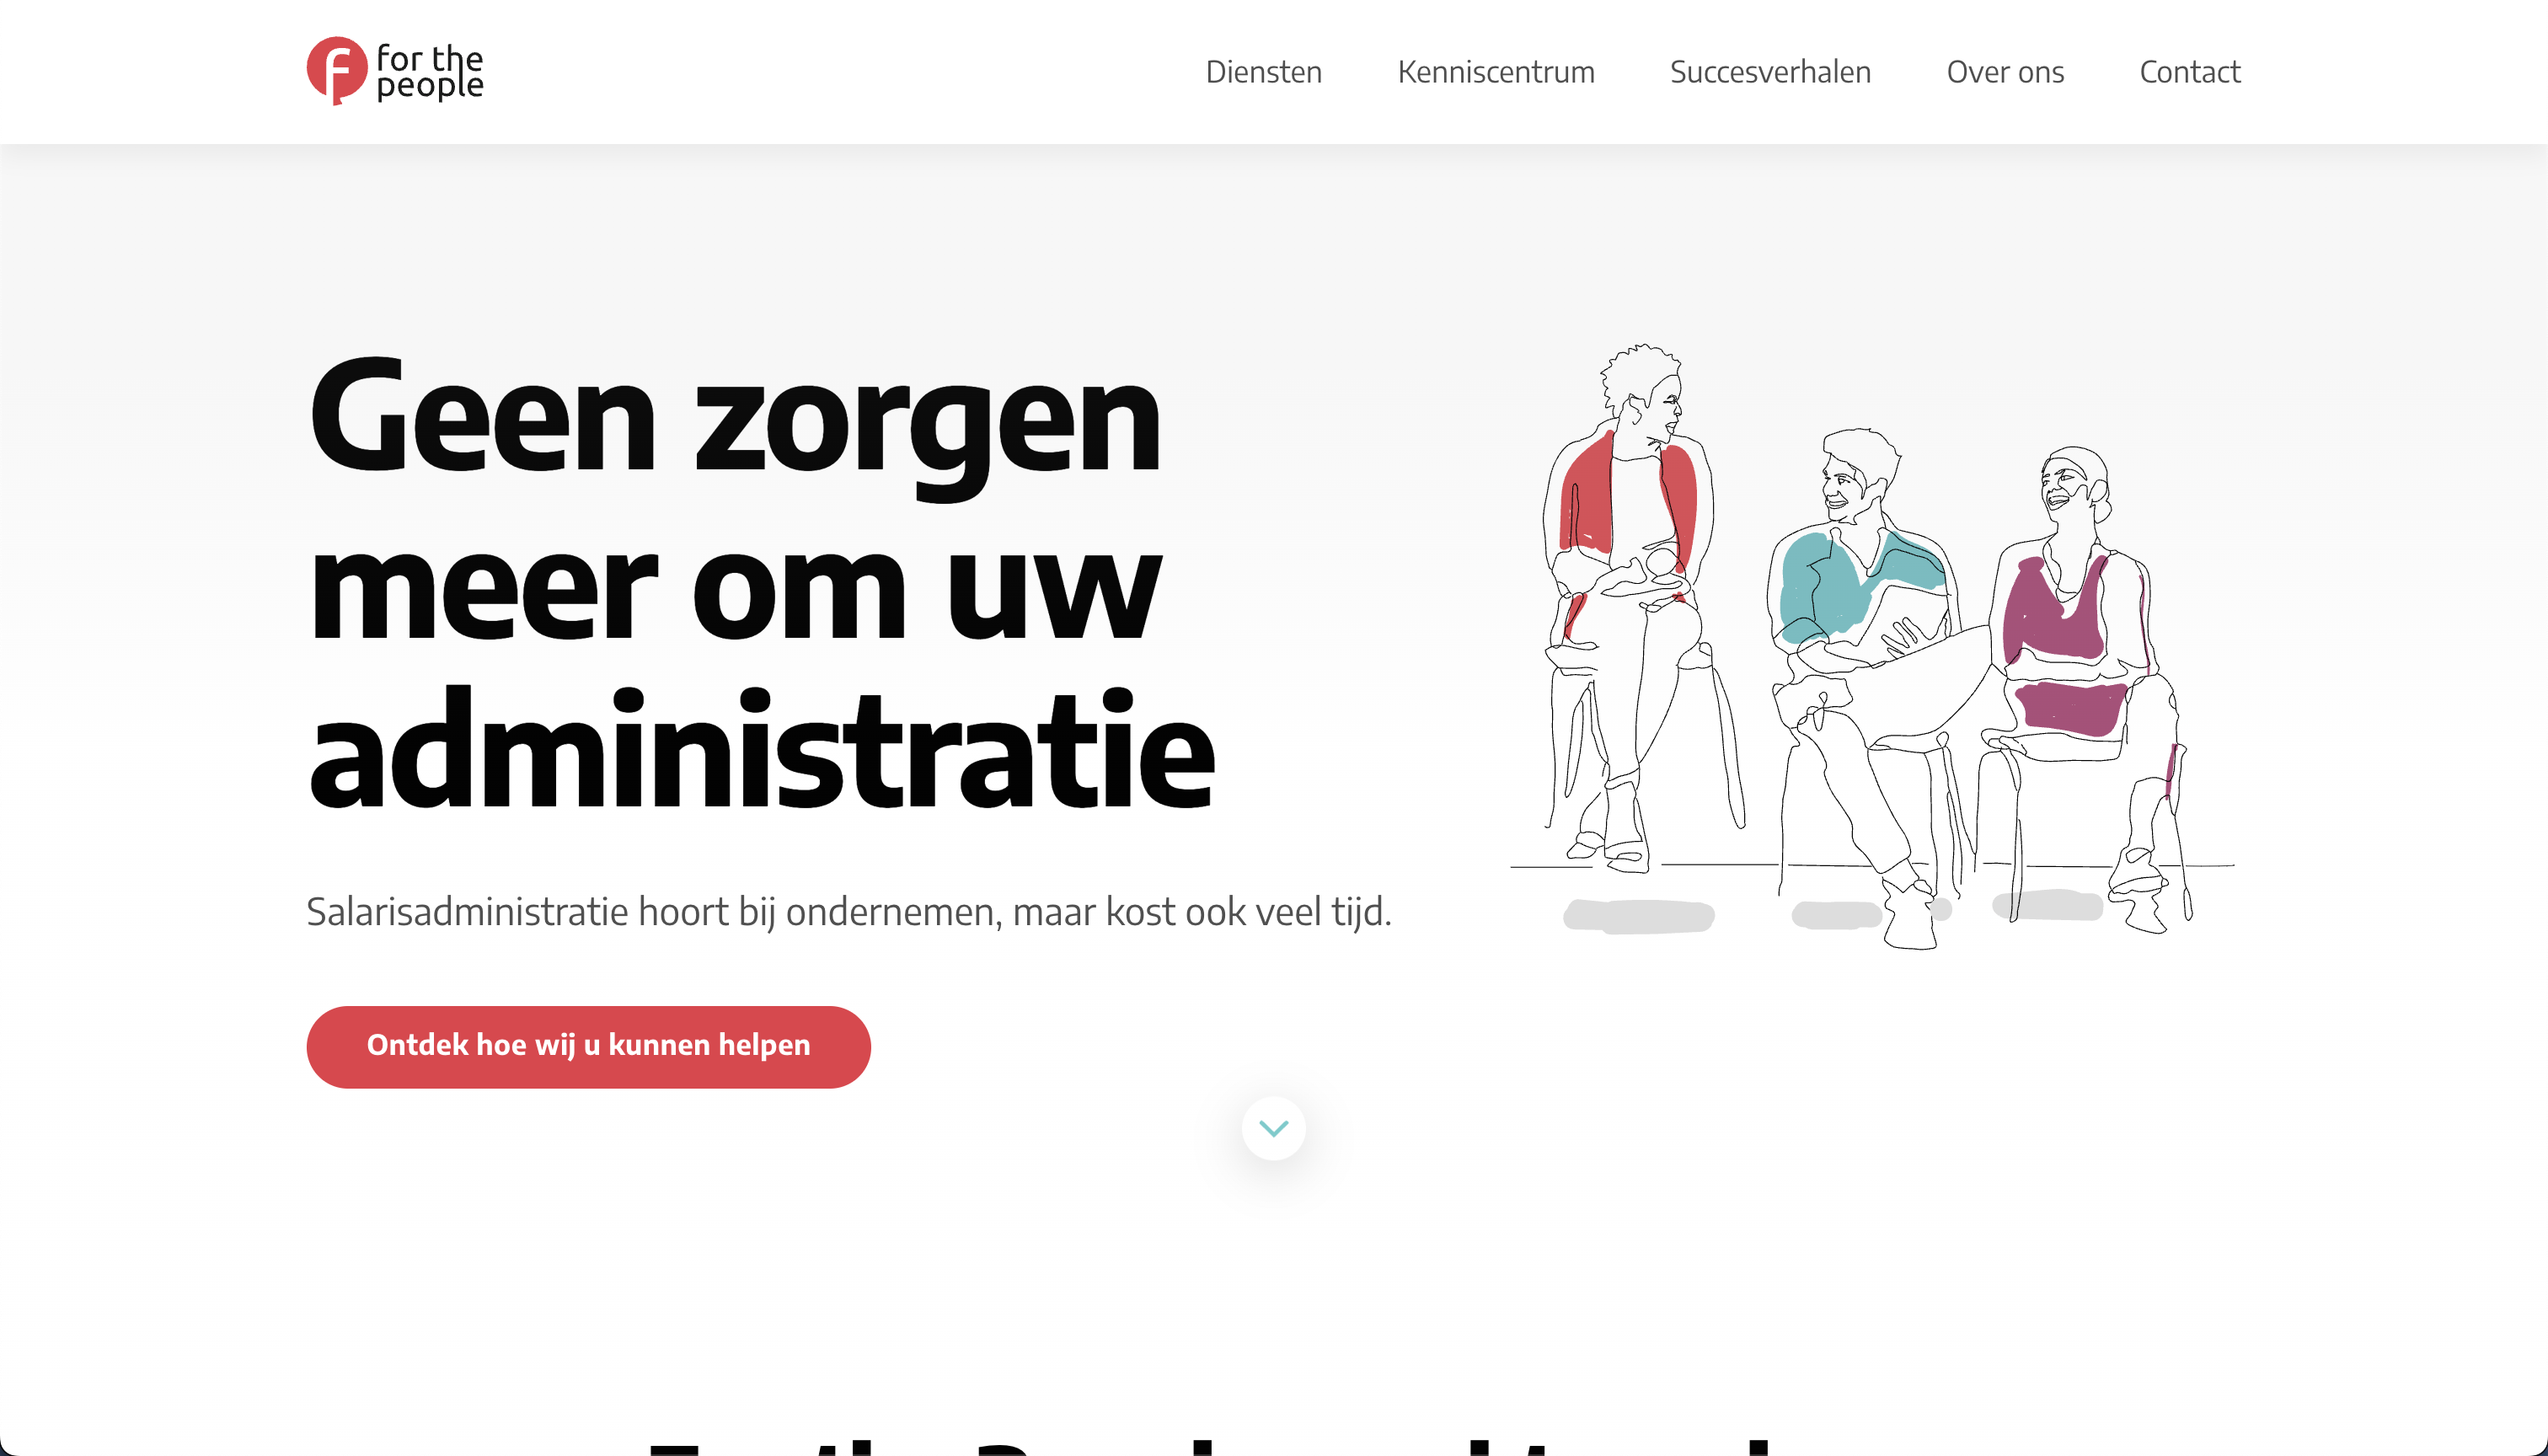 for the
people
Diensten
Kenniscentrum
Succesverhalen
Over ons
Contact
Geen zorgen
meer om uw
administratie
Salarisadministratie hoort bij ondernemen, maar kost ook veel tijd.
Ontdek hoe wij u kunnen helpen